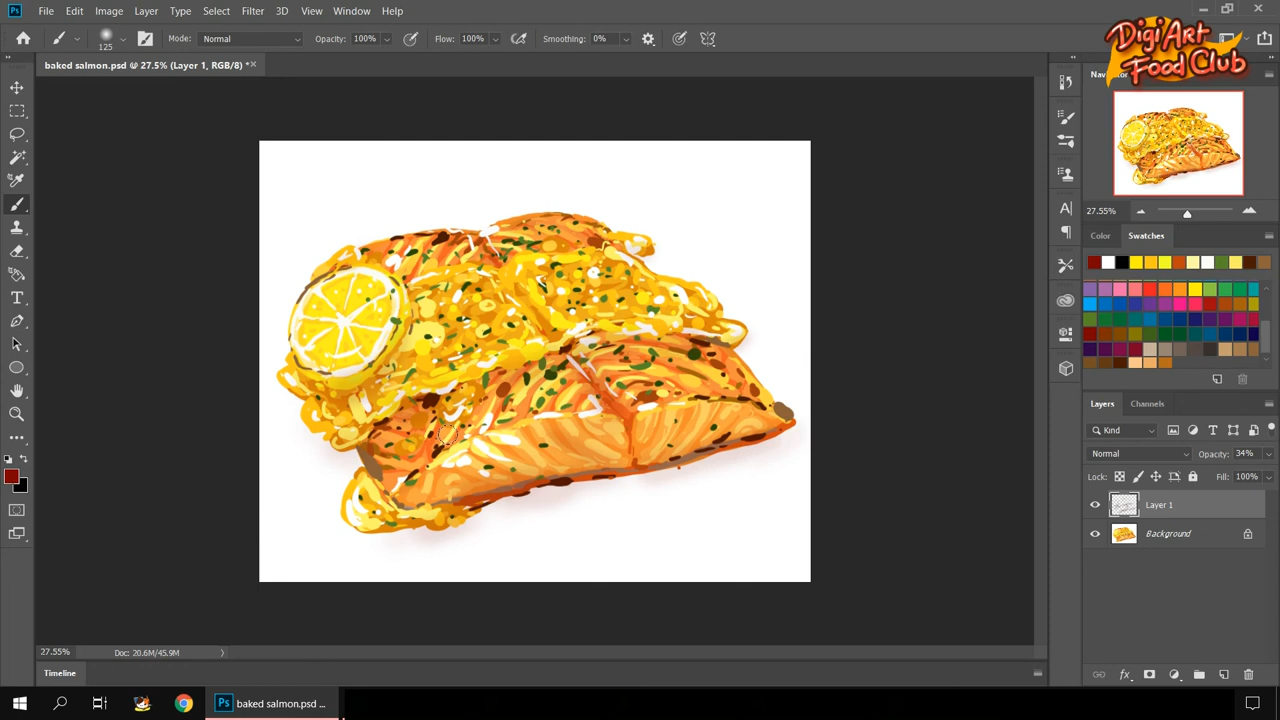 Ps File Edit Image Layer Type Select Filter 3D View Window Help
125 Mode: Normal Opacity: 100% Flow: 100% Smoothing: 0%
DigiArt
Food Club
baked salmon.psd @ 27.5% (Layer 1, RGB/8) *
27.55%
Color Swatches
Layers Channels
Kind
Normal Opacity: 34%
Lock: Fill: 100%
Layer 1
Background
27.55% Doc: 20.6M/45.9M
Timeline
Ps baked salmon.psd ...